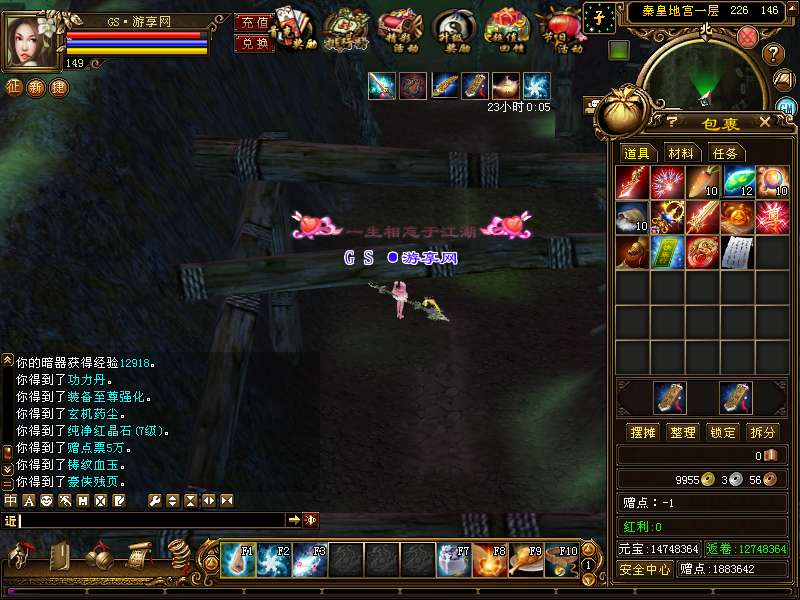 GS·游享网
149
充值
兑换
秦皇地宫一层 226 146
北
23小时0:05
征 新 捷
GM
包裹
道具 材料 任务
10 12 10
10
一生相忘于江湖
GS ●游享网
你的暗器获得经验12918。
你得到了功力丹。
你得到了装备至尊强化。
你得到了玄机药尘。
你得到了纯净红晶石(7级)。
你得到了赠点票5万。
你得到了铸纹血玉。
你得到了豪侠残页。
近
摆摊 整理 锁定 拆分
0
9955 3 56
赠点：-1
红利:0
元宝:14748364 返卷:12748364
安全中心 赠点:1883642
F1 F2 F3 F7 F8 F9 F10
1